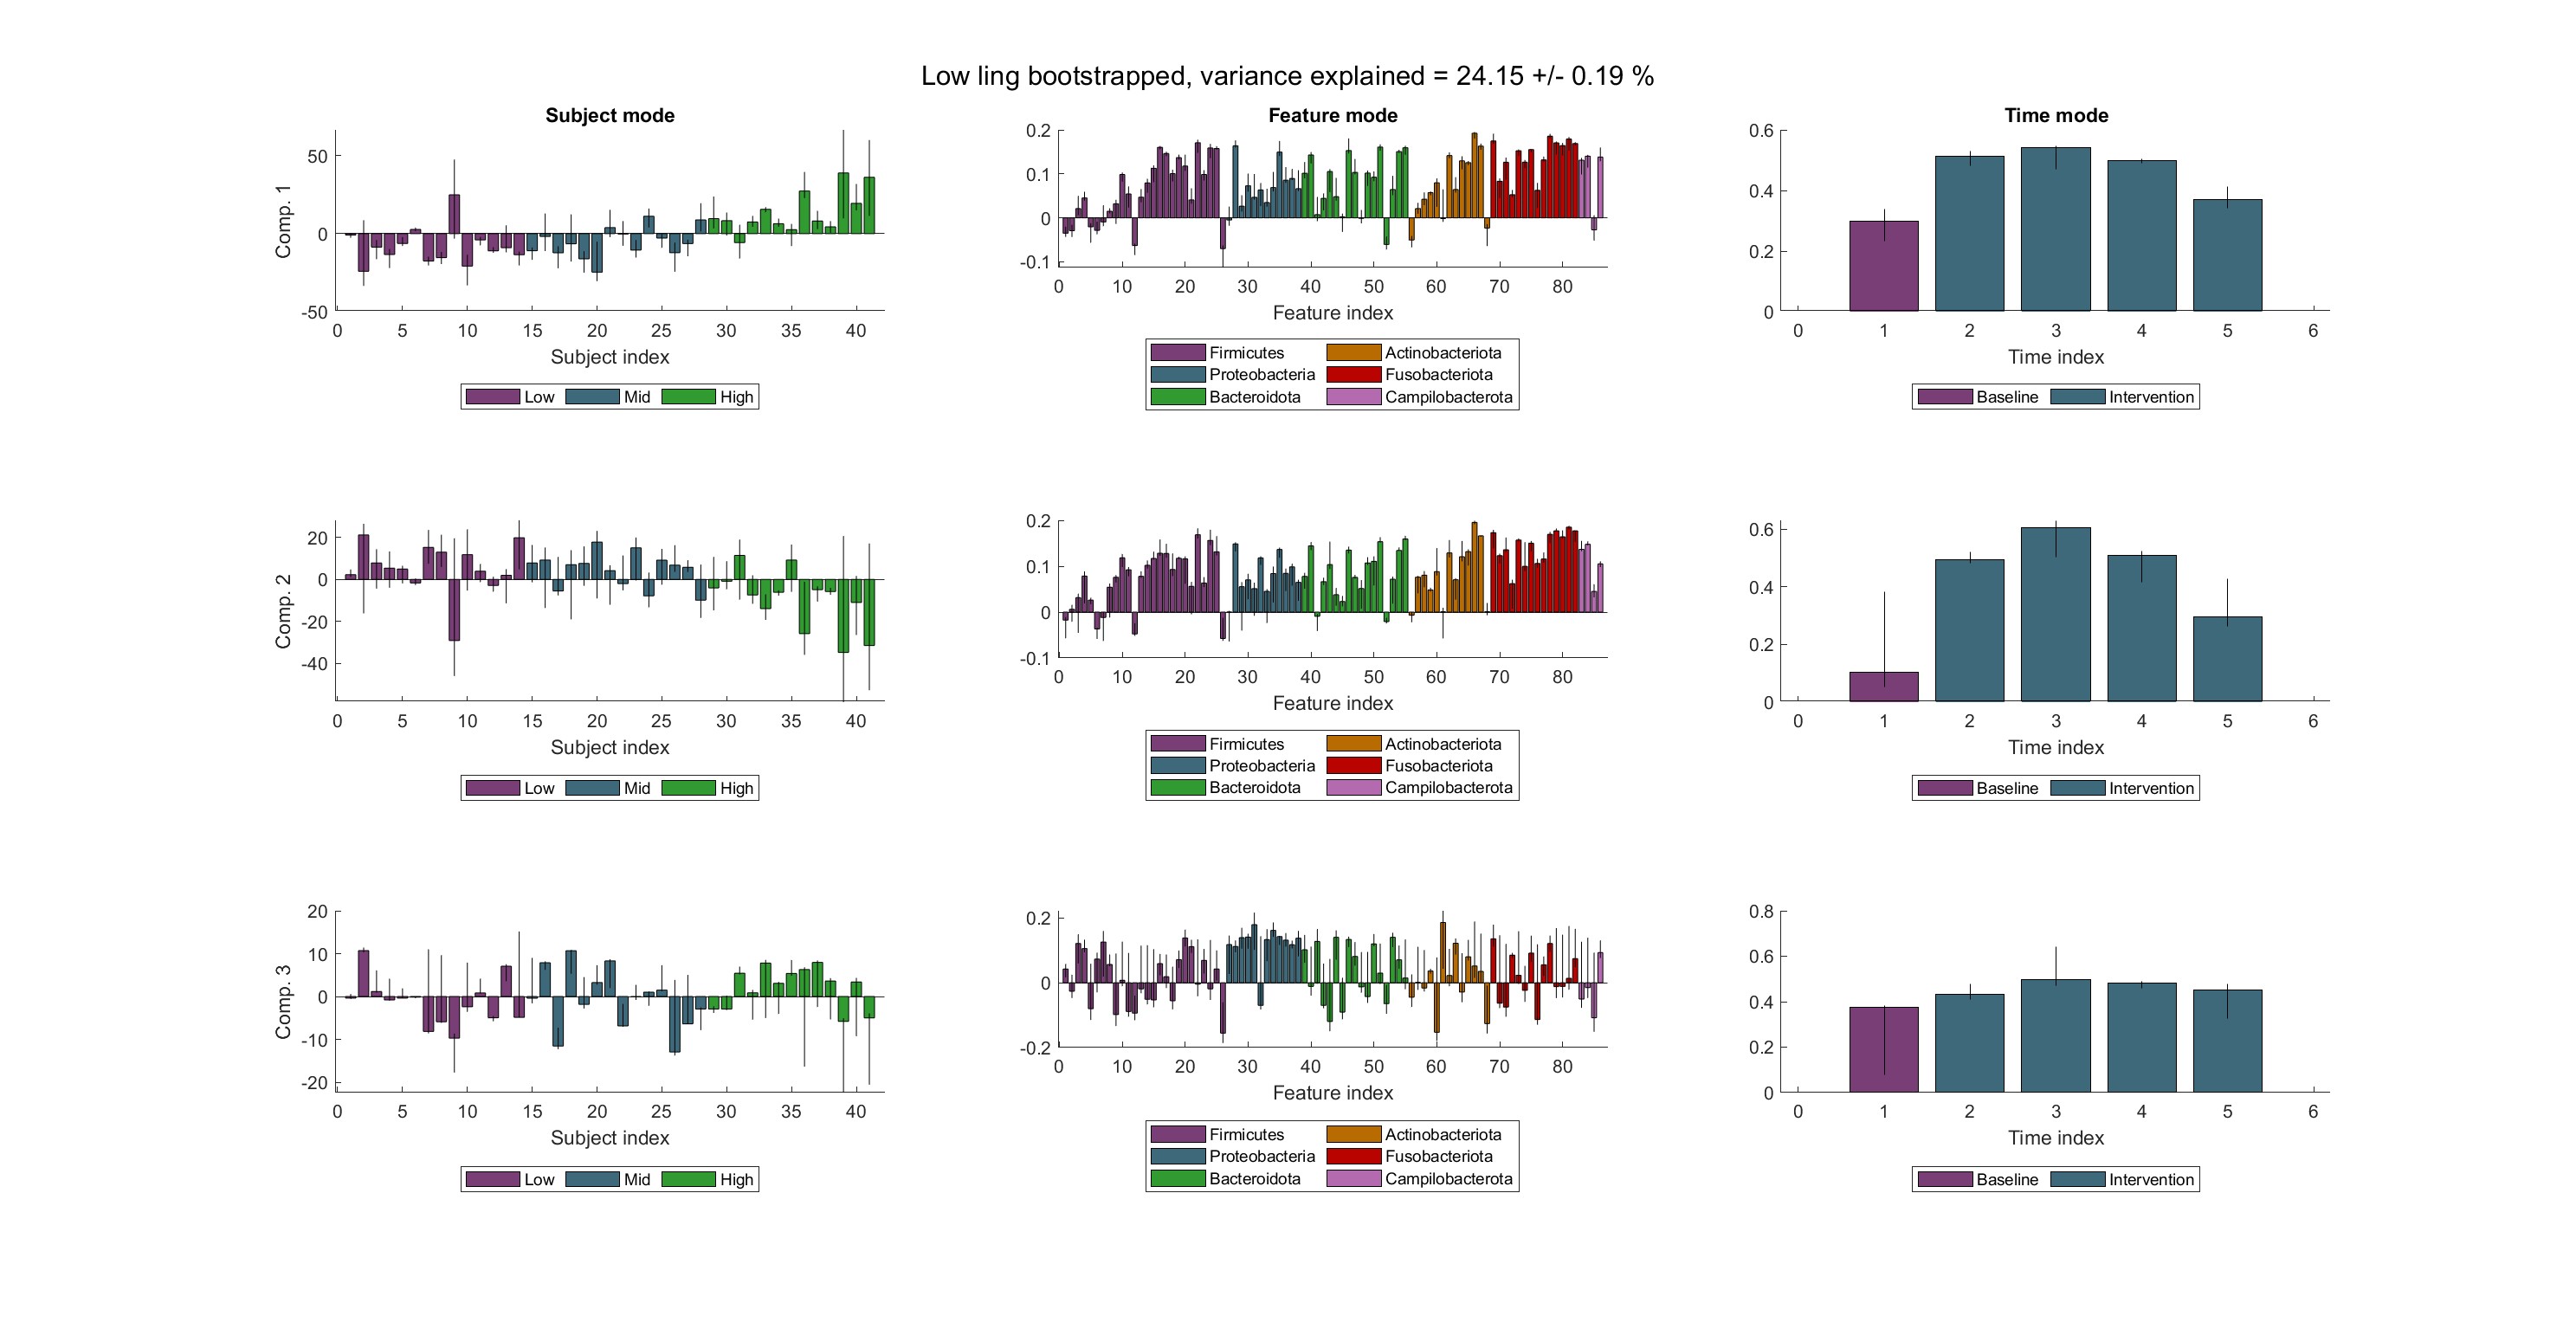 Low ling bootstrapped, variance explained = 24.15 +/- 0.19 %
Subject mode
Feature mode
Time mode
Comp. 1
50
0
-50
0 5 10 15 20 25 30 35 40
Subject index
Low Mid High
0.2
0.1
0
-0.1
0 10 20 30 40 50 60 70 80
Feature index
Firmicutes Actinobacteriota
Proteobacteria Fusobacteriota
Bacteroidota Campilobacterota
0.6
0.4
0.2
0
0 1 2 3 4 5 6
Time index
Baseline Intervention
Comp. 2
20
0
-20
-40
0 5 10 15 20 25 30 35 40
Subject index
Low Mid High
0.2
0.1
0
-0.1
0 10 20 30 40 50 60 70 80
Feature index
Firmicutes Actinobacteriota
Proteobacteria Fusobacteriota
Bacteroidota Campilobacterota
0.6
0.4
0.2
0
0 1 2 3 4 5 6
Time index
Baseline Intervention
Comp. 3
20
10
0
-10
-20
0 5 10 15 20 25 30 35 40
Subject index
Low Mid High
0.2
0
-0.2
0 10 20 30 40 50 60 70 80
Feature index
Firmicutes Actinobacteriota
Proteobacteria Fusobacteriota
Bacteroidota Campilobacterota
0.8
0.6
0.4
0.2
0
0 1 2 3 4 5 6
Time index
Baseline Intervention